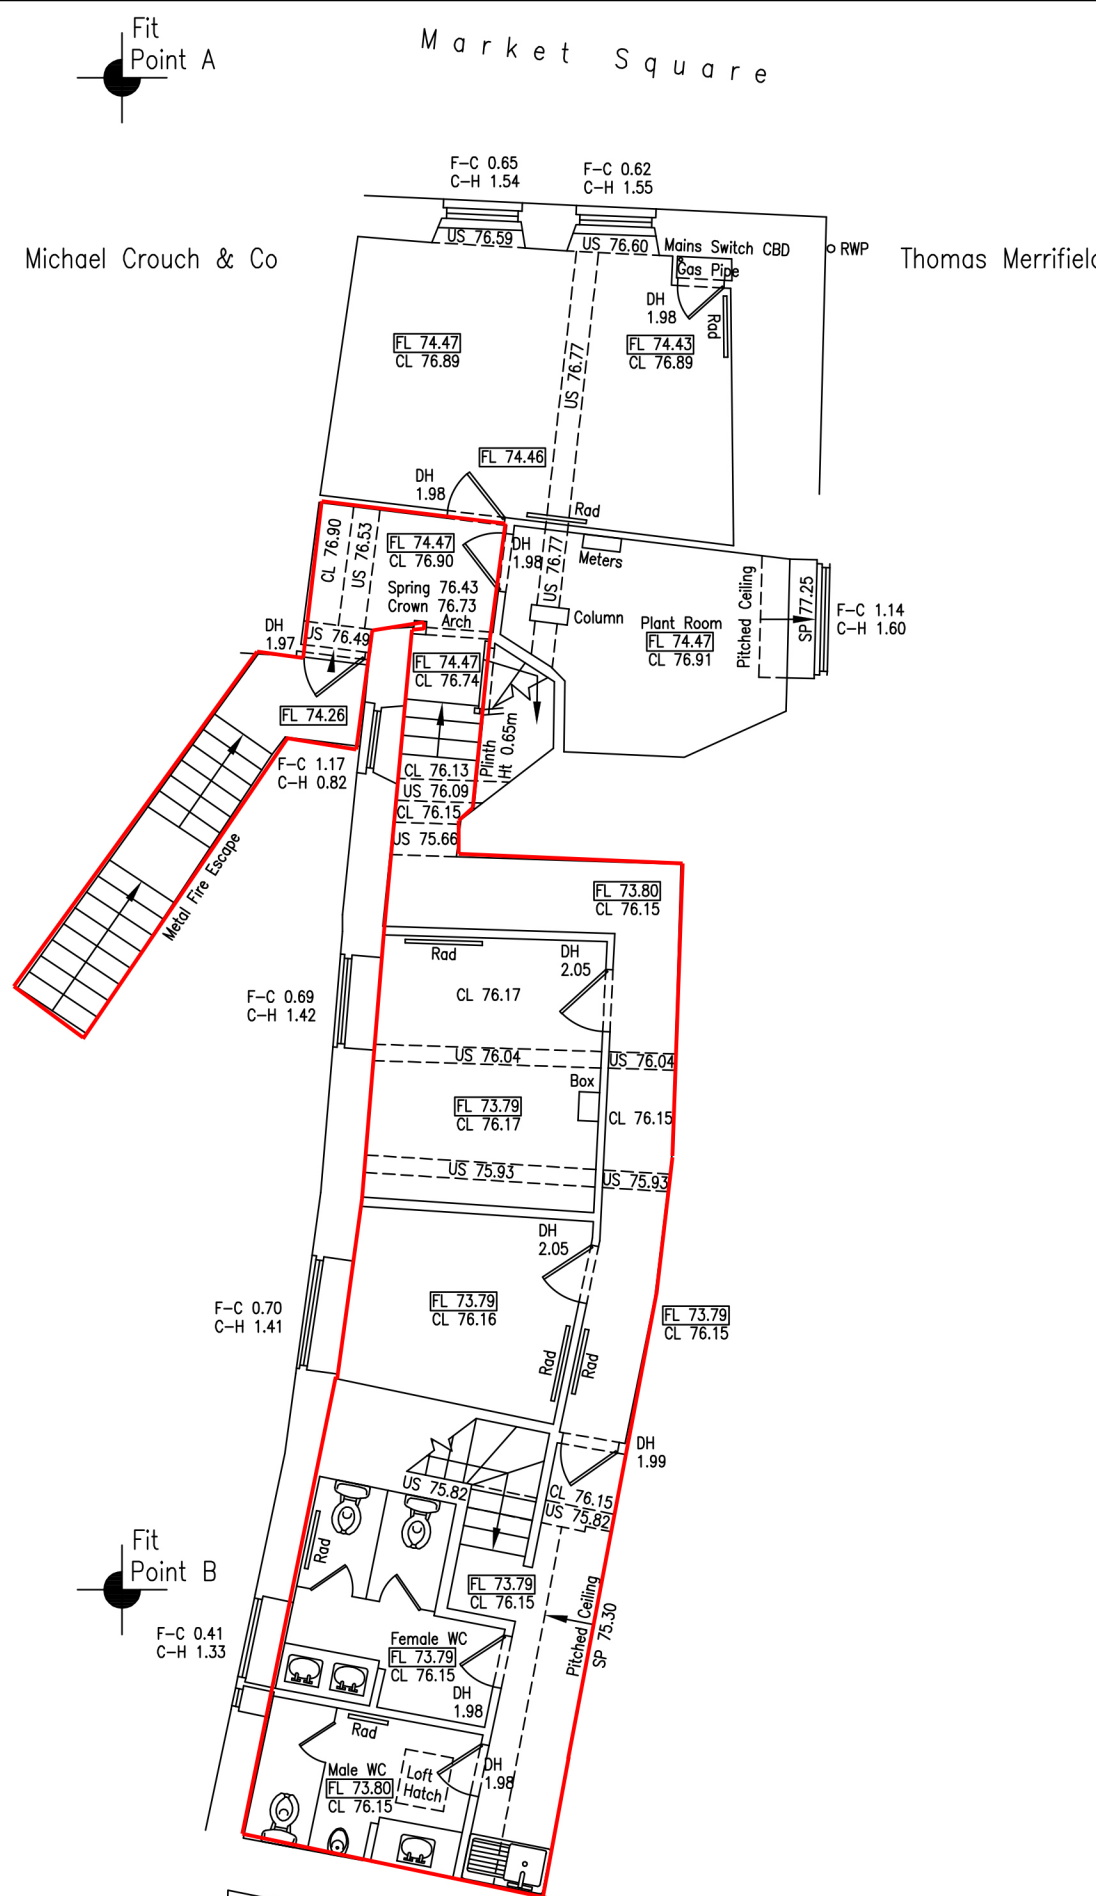 Fit
Point A
Market Square
F-C 0.65
C-H 1.54
F-C 0.62
C-H 1.55
Michael Crouch & Co
US 76.59
US 76.60
Mains Switch CBD
Gas Pipe
RWP
Thomas Merrifield
DH
1.98
Rad
FL 74.47
CL 76.89
US 76.77
FL 74.43
CL 76.89
FL 74.46
DH
1.98
Rad
CL 76.90
US 76.53
FL 74.47
CL 76.90
DH
1.98
US 76.77
Meters
Spring 76.43
Crown 76.73
Arch
Column
Plant Room
FL 74.47
CL 76.91
Pitched Ceiling
SP 77.25
F-C 1.14
C-H 1.60
DH
1.97
US 76.49
FL 74.47
CL 76.74
FL 74.26
F-C 1.17
C-H 0.82
Plinth
Ht 0.65m
CL 76.13
US 76.09
CL 76.15
US 75.66
Metal Fire Escape
FL 73.80
CL 76.15
Rad
DH
2.05
F-C 0.69
C-H 1.42
CL 76.17
US 76.04
US 76.04
Box
FL 73.79
CL 76.17
CL 76.15
US 75.93
US 75.93
DH
2.05
F-C 0.70
C-H 1.41
FL 73.79
CL 76.16
FL 73.79
CL 76.15
Rad
Rad
DH
1.99
US 75.82
CL 76.15
US 75.82
Fit
Point B
Rad
FL 73.79
CL 76.15
Pitched Ceiling
SP 75.30
F-C 0.41
C-H 1.33
Female WC
FL 73.79
CL 76.15
DH
1.98
Rad
Male WC
FL 73.80
CL 76.15
Loft
Hatch
DH
1.98